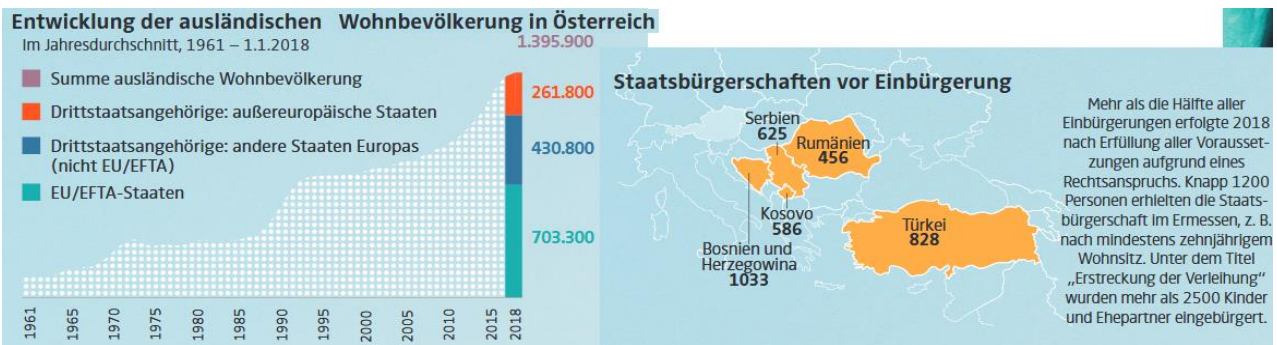 Entwicklung der ausländischen Wohnbevölkerung in Österreich
Im Jahresdurchschnitt, 1961 – 1.1.2018
1.395.900
Summe ausländische Wohnbevölkerung
Drittstaatsangehörige: außereuropäische Staaten
261.800
Drittstaatsangehörige: andere Staaten Europas
(nicht EU/EFTA)
430.800
EU/EFTA-Staaten
703.300
1961
1965
1970
1975
1980
1985
1990
1995
2000
2005
2010
2015
2018
Staatsbürgerschaften vor Einbürgerung
Serbien
625
Rumänien
456
Kosovo
586
Bosnien und
Herzegowina
1033
Türkei
828
Mehr als die Hälfte aller
Einbürgerungen erfolgte 2018
nach Erfüllung aller Vorausset-
zungen aufgrund eines
Rechtsanspruchs. Knapp 1200
Personen erhielten die Staats-
bürgerschaft im Ermessen, z. B.
nach mindestens zehnjährigem
Wohnsitz. Unter dem Titel
„Erstreckung der Verleihung“
wurden mehr als 2500 Kinder
und Ehepartner eingebürgert.